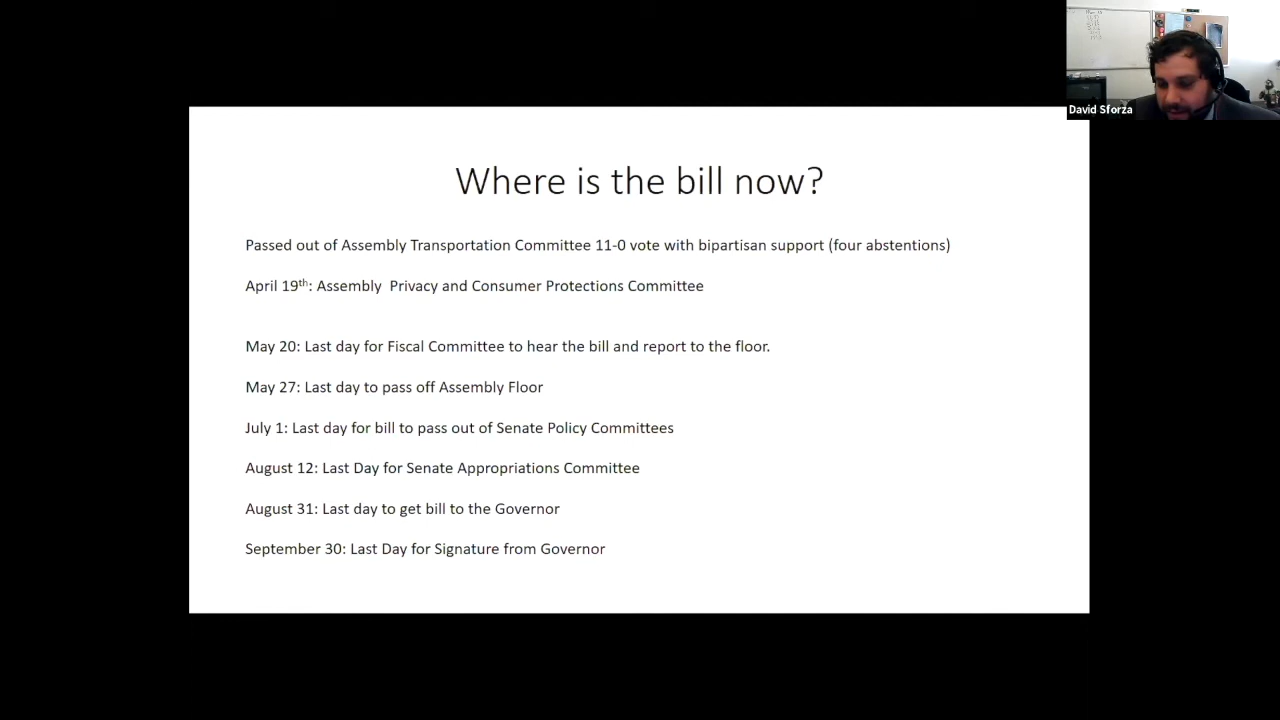 David Sforza
Where is the bill now?
Passed out of Assembly Transportation Committee 11-0 vote with bipartisan support (four abstentions)
April 19th: Assembly  Privacy and Consumer Protections Committee
May 20: Last day for Fiscal Committee to hear the bill and report to the floor.
May 27: Last day to pass off Assembly Floor
July 1: Last day for bill to pass out of Senate Policy Committees
August 12: Last Day for Senate Appropriations Committee
August 31: Last day to get bill to the Governor
September 30: Last Day for Signature from Governor